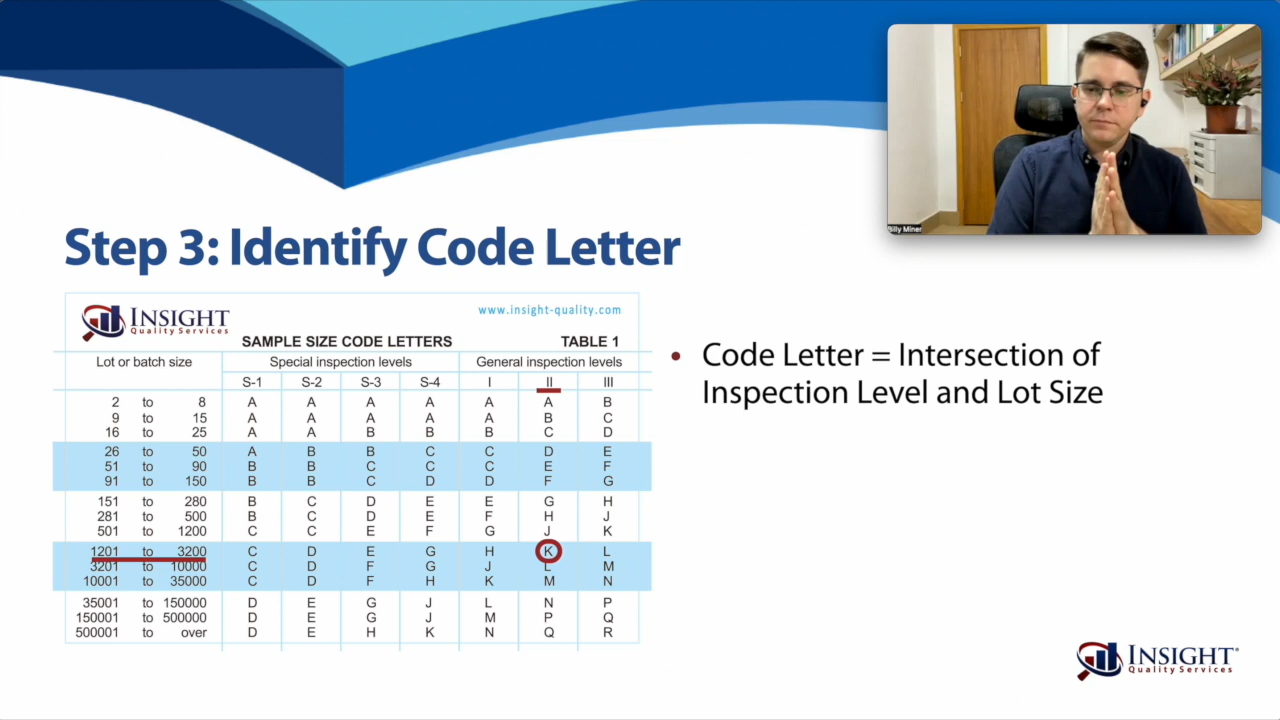 Billy Miner
Step 3: Identify Code Letter
INSIGHT
Quality Services
www.insight-quality.com
SAMPLE SIZE CODE LETTERS TABLE 1
Lot or batch size Special inspection levels General inspection levels
S-1 S-2 S-3 S-4 I II III
2 to 8 A A A A A A B
9 to 15 A A A A A B C
16 to 25 A A B B B C D
26 to 50 A B B C C D E
51 to 90 B B C C C E F
91 to 150 B B C D D F G
151 to 280 B C D E E G H
281 to 500 B C D E F H J
501 to 1200 C C E F G J K
1201 to 3200 C D E G H K L
3201 to 10000 C D F G J L M
10001 to 35000 C D F H K M N
35001 to 150000 D E G J L N P
150001 to 500000 D E G J M P Q
500001 to over D E H K N Q R
• Code Letter = Intersection of
Inspection Level and Lot Size
INSIGHT®
Quality Services